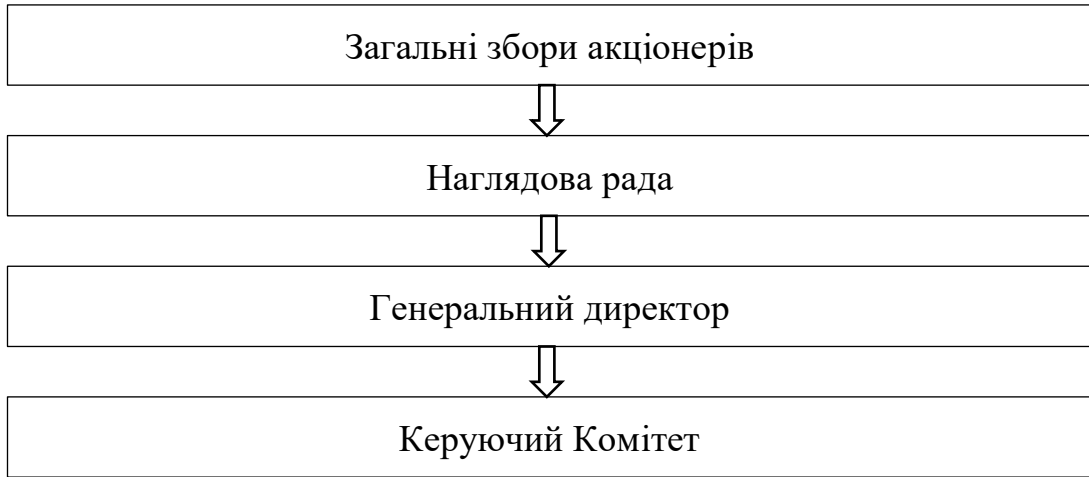 Загальні збори акціонерів
Наглядова рада
Генеральний директор
Керуючий Комітет